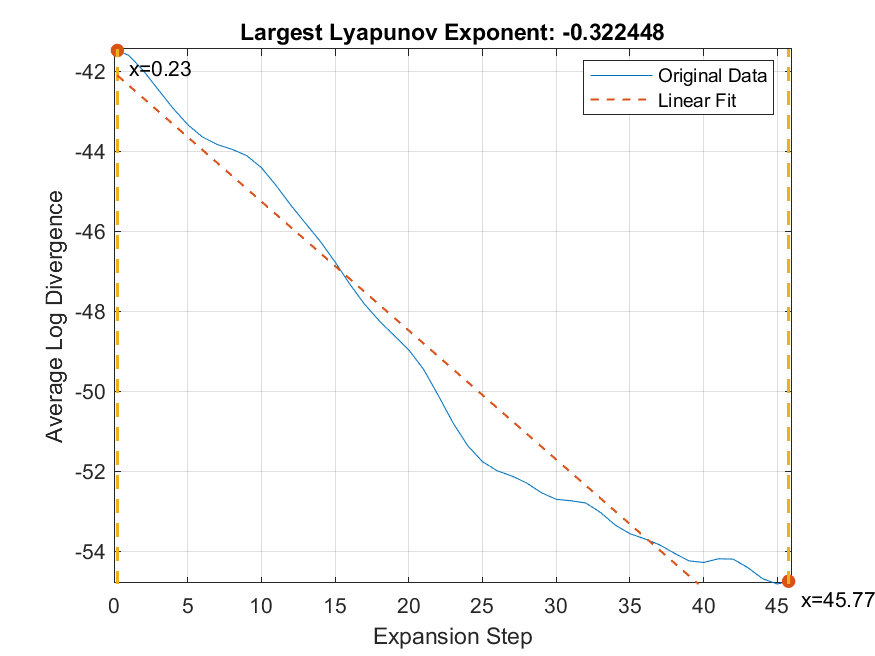 Largest Lyapunov Exponent: -0.322448
x=0.23
Original Data
Linear Fit
-42
-44
-46
-48
-50
-52
-54
Average Log Divergence
0 5 10 15 20 25 30 35 40 45
x=45.77
Expansion Step